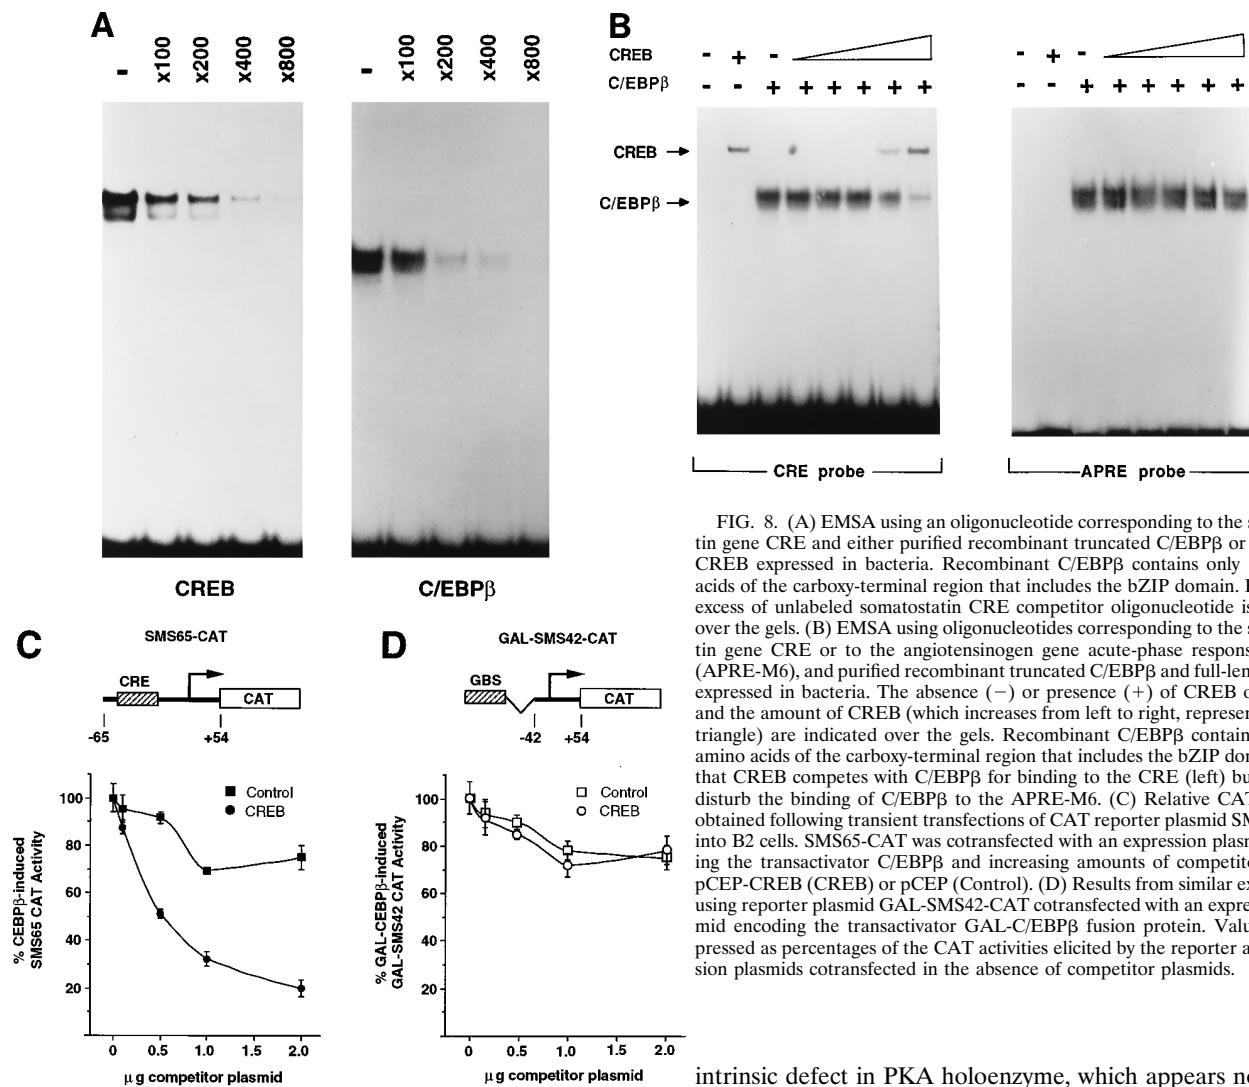 A
B
- x100 x200 x400 x800
- x100 x200 x400 x800
CREB - + -
C/EBPβ - - + + + + + +
- + -
- - + + + + + +
CREB
C/EBPβ
CRE probe
APRE probe
CREB
C/EBPβ
FIG. 8. (A) EMSA using an oligonucleotide corresponding to the
tin gene CRE and either purified recombinant truncated C/EBPβ or
CREB expressed in bacteria. Recombinant C/EBPβ contains only
acids of the carboxy-terminal region that includes the bZIP domain.
excess of unlabeled somatostatin CRE competitor oligonucleotide is
over the gels. (B) EMSA using oligonucleotides corresponding to the
tin gene CRE or to the angiotensinogen gene acute-phase respons
(APRE-M6), and purified recombinant truncated C/EBPβ and full-len
expressed in bacteria. The absence (−) or presence (+) of CREB o
and the amount of CREB (which increases from left to right, represen
triangle) are indicated over the gels. Recombinant C/EBPβ contain
amino acids of the carboxy-terminal region that includes the bZIP do
that CREB competes with C/EBPβ for binding to the CRE (left) bu
disturb the binding of C/EBPβ to the APRE-M6. (C) Relative CAT
obtained following transient transfections of CAT reporter plasmid SM
into B2 cells. SMS65-CAT was cotransfected with an expression plasm
ing the transactivator C/EBPβ and increasing amounts of competito
pCEP-CREB (CREB) or pCEP (Control). (D) Results from similar ex
using reporter plasmid GAL-SMS42-CAT cotransfected with an expre
mid encoding the transactivator GAL-C/EBPβ fusion protein. Valu
pressed as percentages of the CAT activities elicited by the reporter a
sion plasmids cotransfected in the absence of competitor plasmids.
C
SMS65-CAT
CRE
CAT
-65
+54
Control
CREB
% CEBPβ-induced
SMS65 CAT Activity
100
80
60
40
20
0 0.5 1.0 1.5 2.0
μg competitor plasmid
D
GAL-SMS42-CAT
GBS
CAT
-42
+54
Control
CREB
% GAL-CEBPβ-induced
GAL-SMS42 CAT Activity
100
80
60
40
20
0 0.5 1.0 1.5 2.0
μg competitor plasmid
intrinsic defect in PKA holoenzyme, which appears n